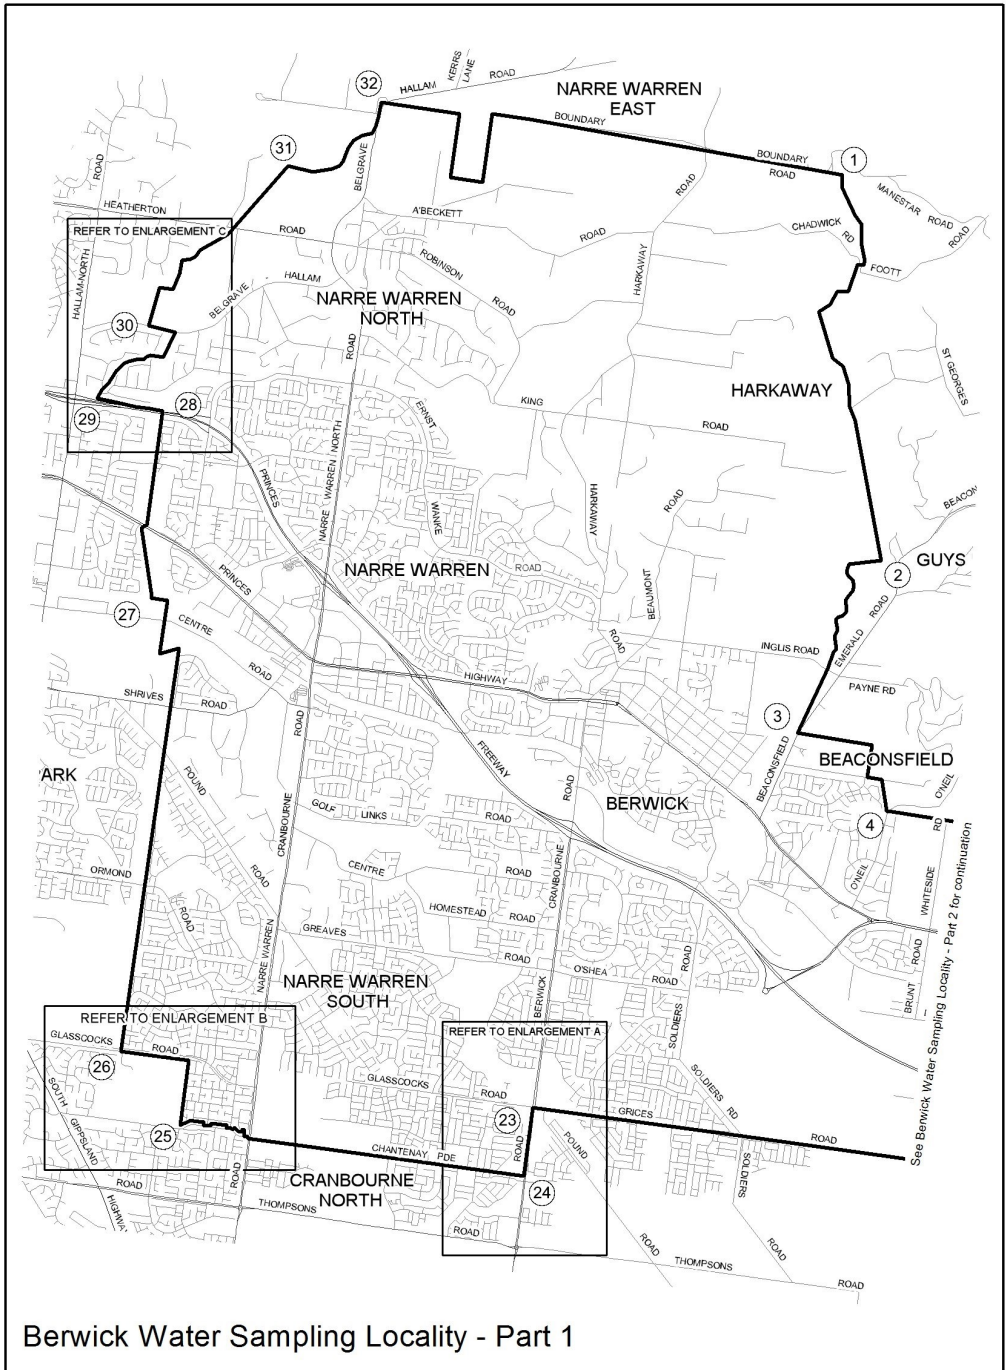 32
HALLAM
KERRS
LANE
ROAD
NARRE WARREN
EAST
BOUNDARY
BOUNDARY
ROAD
1
MANESTAR
ROAD
ROAD
31
ROAD
BELGRAVE
HEATHERTON
ROAD
A'BECKETT
ROAD
ROAD
CHADWICK
RD
FOOTT
REFER TO ENLARGEMENT C
HALLAM NORTH
HALLAM
BELGRAVE
ROBINSON
ROAD
HARKAWAY
NARRE WARREN
NORTH
30
ROAD
ST GEORGES
HARKAWAY
29
28
KING
ROAD
ERNST
NARRE WARREN NORTH
PRINCES
WANKE
HARKAWAY
ROAD
BEACON
GUYS
2
PRINCES
NARRE WARREN
ROAD
BEAUMONT
ROAD
EMERALD
ROAD
27
CENTRE
ROAD
INGLIS ROAD
HIGHWAY
PAYNE RD
SHRIVES
ROAD
ROAD
3
BEACONSFIELD
BEACONSFIELD
FREEWAY
ARK
POUND
ROAD
BERWICK
O'NEIL
RD
GOLF
LINKS
ROAD
4
CRANBOURNE
ORMOND
ROAD
CENTRE
ROAD
O'NEIL
CRANBOURNE
WHITESIDE
ROAD
HOMESTEAD
ROAD
GREAVES
ROAD
O'SHEA
ROAD
ROAD
ROAD
BRUNT
NARRE WARREN
NARRE WARREN
SOUTH
BERWICK
SOLDIERS
See Berwick Water Sampling Locality - Part 2 for continuation
REFER TO ENLARGEMENT B
REFER TO ENLARGEMENT A
GLASSCOCKS
ROAD
26
SOUTH
GIPPSLAND
HIGHWAY
GLASSCOCKS
ROAD
SOLDIERS
RD
23
GRICES
ROAD
25
ROAD
CHANTENAY PDE
ROAD
POUND
SOLDIERS
CRANBOURNE
NORTH
24
ROAD
THOMPSONS
ROAD
ROAD
THOMPSONS
ROAD
ROAD
Berwick Water Sampling Locality - Part 1